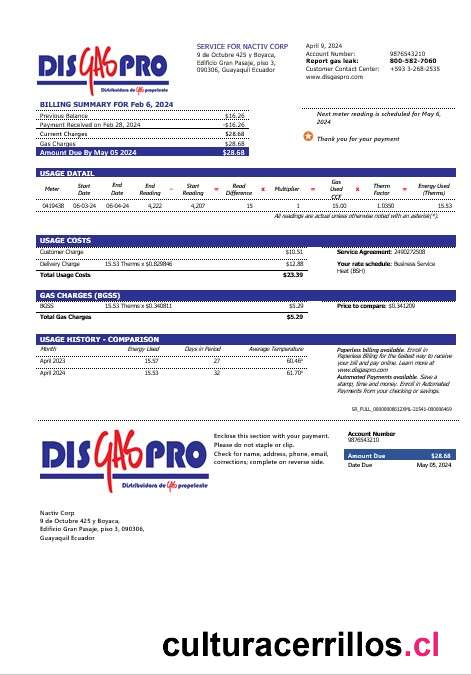 DISGASPRO
Distribuidora de Gas propelente
SERVICE FOR NACTIV CORP
9 de Octubre 425 y Boyaca,
Edificio Gran Pasaje, piso 3,
090306, Guayaquil Ecuador
April 9, 2024
Account Number: 9876543210
Report gas leak: 800-582-7060
Customer Contact Center: +593 3-268-2535
www.disgaspro.com
BILLING SUMMARY FOR Feb 6, 2024
Previous Balance $16.26
Payment Received on Feb 28, 2024 -$16.26
Current Charges $28.68
Gas Charges $28.68
Amount Due By May 05 2024 $28.68
Next meter reading is scheduled for May 6,
2024
Thank you for your payment
USAGE DATAIL
Meter Start Date End Date End Reading − Start Reading = Read Difference x Multiplier = Gas Used CCF x Therm Factor = Energy Used (Therms)
0419438 06-03-24 06-04-24 4,222 4,207 15 1 15.00 1.0350 15.53
All readings are actual unless otherwise noted with an asterisk(*).
USAGE COSTS
Customer Charge $10.51
Delivery Charge 15.53 Therms x $0.829846 $12.88
Total Usage Costs $23.39
Service Agreement: 2490272508
Your rate schedule: Business Service
Heat (BSH)
GAS CHARGES (BGSS)
BGSS 15.53 Therms x $0.340811 $5.29
Total Gas Charges $5.29
Price to compare: $0.341209
USAGE HISTORY - COMPARISON
Month Energy Used Days in Period Average Temperature
April 2023 15.57 27 60.46°
April 2024 15.53 32 61.70°
Paperless billing available. Enroll in
Paperless Billing for the fastest way to receive
your bill and pay online. Learn more at
www.disgaspro.com
Automated Payments available. Save a
stamp, time and money. Enroll in Automated
Payments from your checking or savings.
DISGASPRO
Distribuidora de Gas propelente
Enclose this section with your payment.
Please do not staple or clip.
Check for name, address, phone, email,
corrections; complete on reverse side.
Account Number
9876543210
Amount Due $28.68
Date Due May 05, 2024
Nactiv Corp
9 de Octubre 425 y Boyaca,
Edificio Gran Pasaje, piso 3, 090306,
Guayaquil Ecuador
culturacerrillos.cl